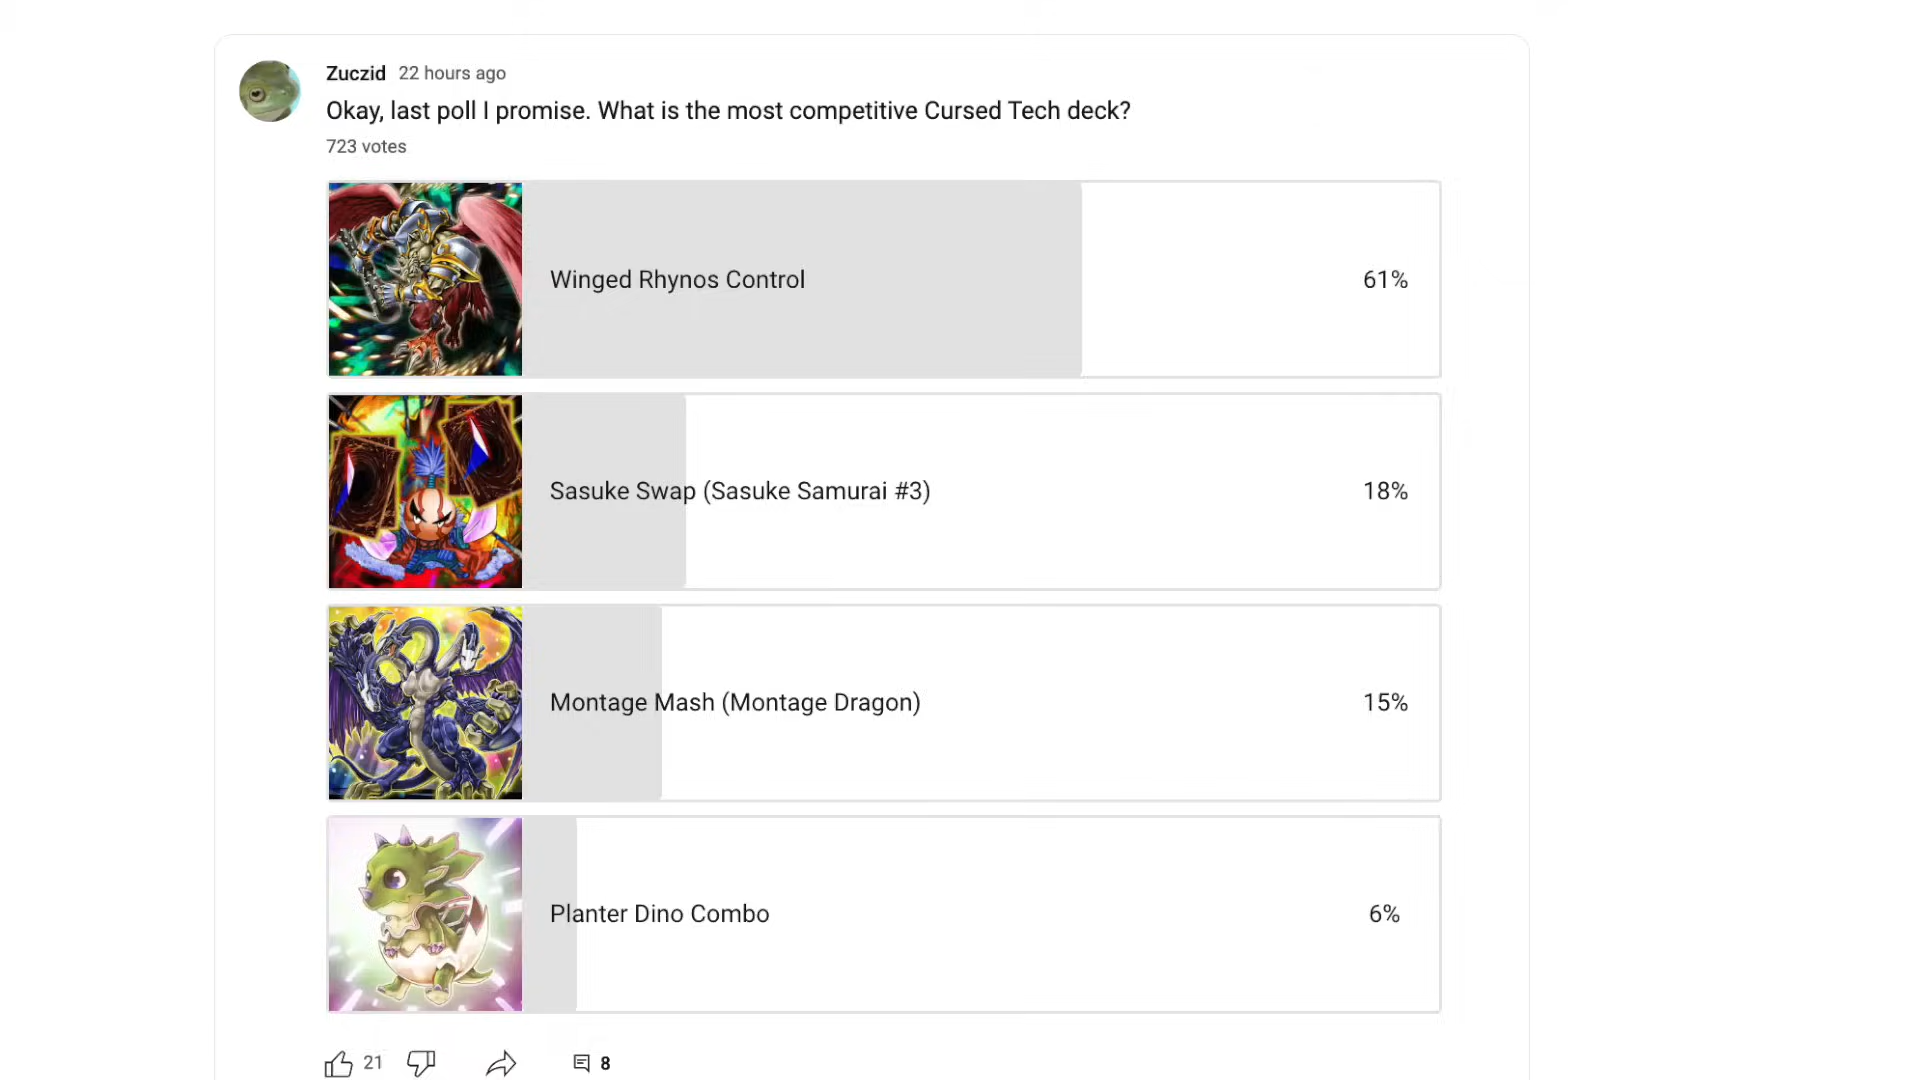 Zuczid 22 hours ago
Okay, last poll I promise. What is the most competitive Cursed Tech deck?
723 votes
Winged Rhynos Control 61%
Sasuke Swap (Sasuke Samurai #3) 18%
Montage Mash (Montage Dragon) 15%
Planter Dino Combo 6%
21 8